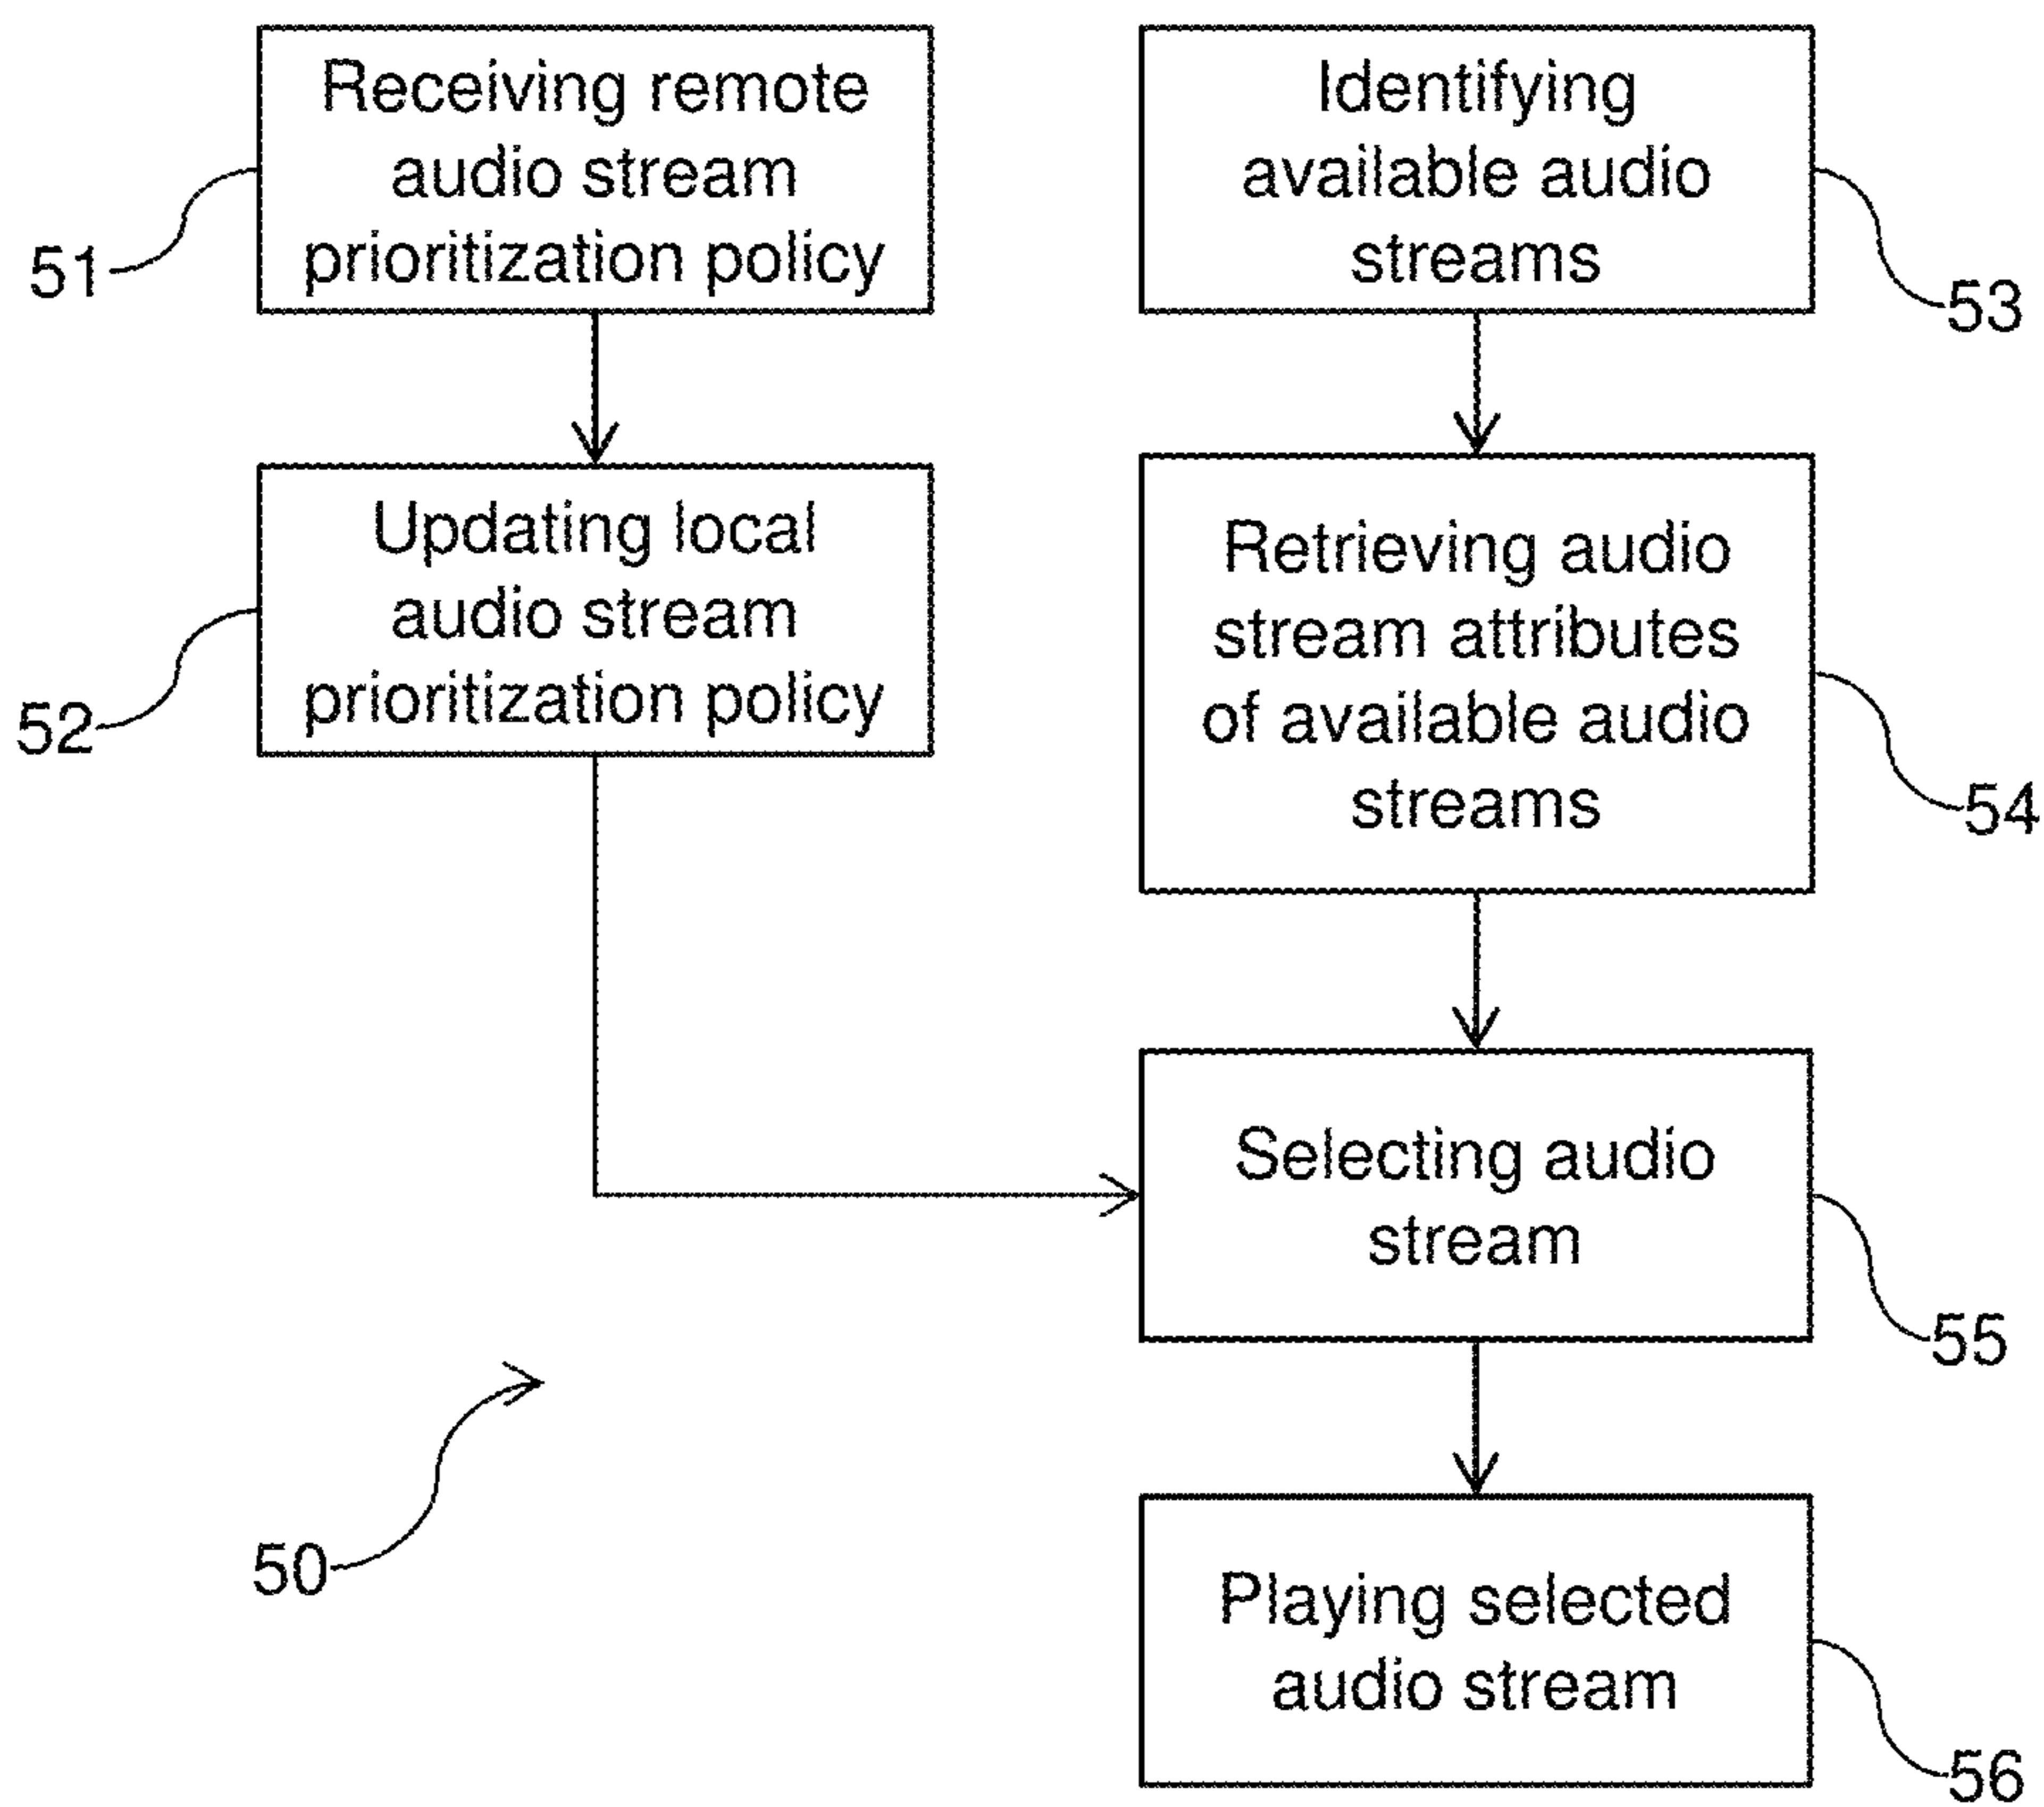 Receiving remote
audio stream
prioritization policy
51
Updating local
audio stream
prioritization policy
52
Identifying
available audio
streams
53
Retrieving audio
stream attributes
of available audio
streams
54
Selecting audio
stream
55
50
Playing selected
audio stream
56